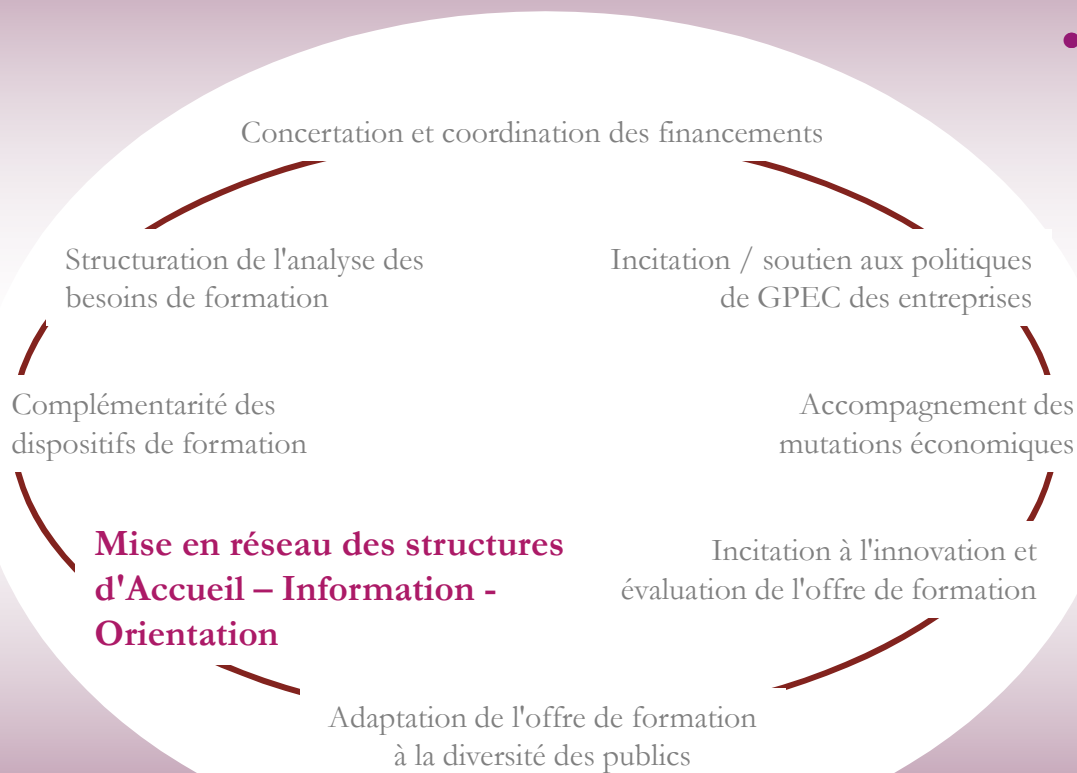 Concertation et coordination des financements
Structuration de l'analyse des
besoins de formation
Incitation / soutien aux politiques
de GPEC des entreprises
Complémentarité des
dispositifs de formation
Accompagnement des
mutations économiques
Mise en réseau des structures
d'Accueil – Information -
Orientation
Incitation à l'innovation et
évaluation de l'offre de formation
Adaptation de l'offre de formation
à la diversité des publics